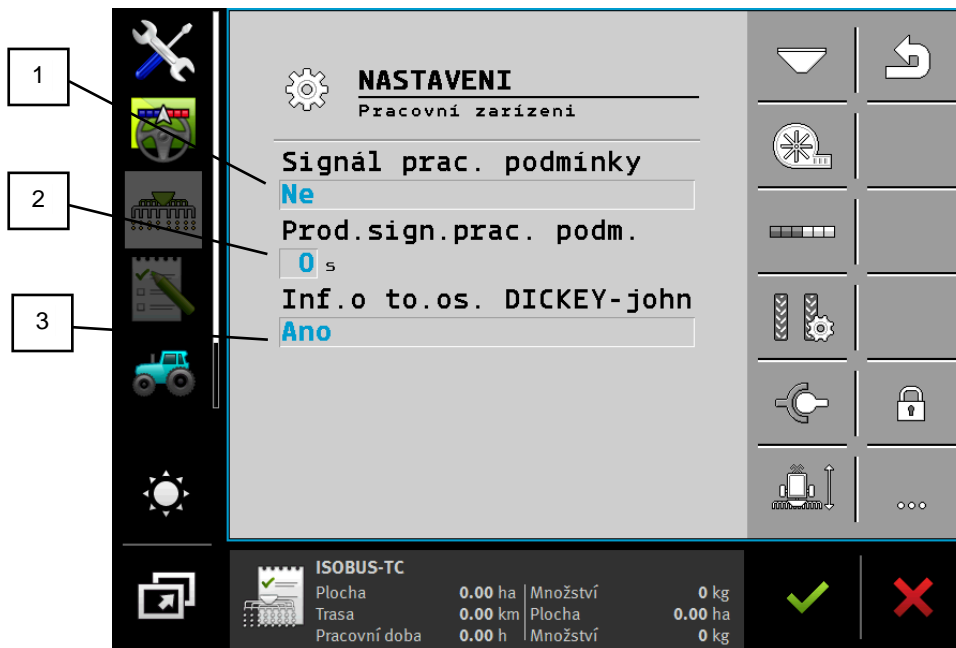 1
2
3
NASTAVENI
Pracovní zarízeni
Signál prac. podmínky
Ne
Prod.sign.prac. podm.
0 s
Inf.o to.os. DICKEY-john
Ano
ISOBUS-TC
Plocha 0.00 ha Množství 0 kg
Trasa 0.00 km Plocha 0.00 ha
Pracovní doba 0.00 h Množství 0 kg